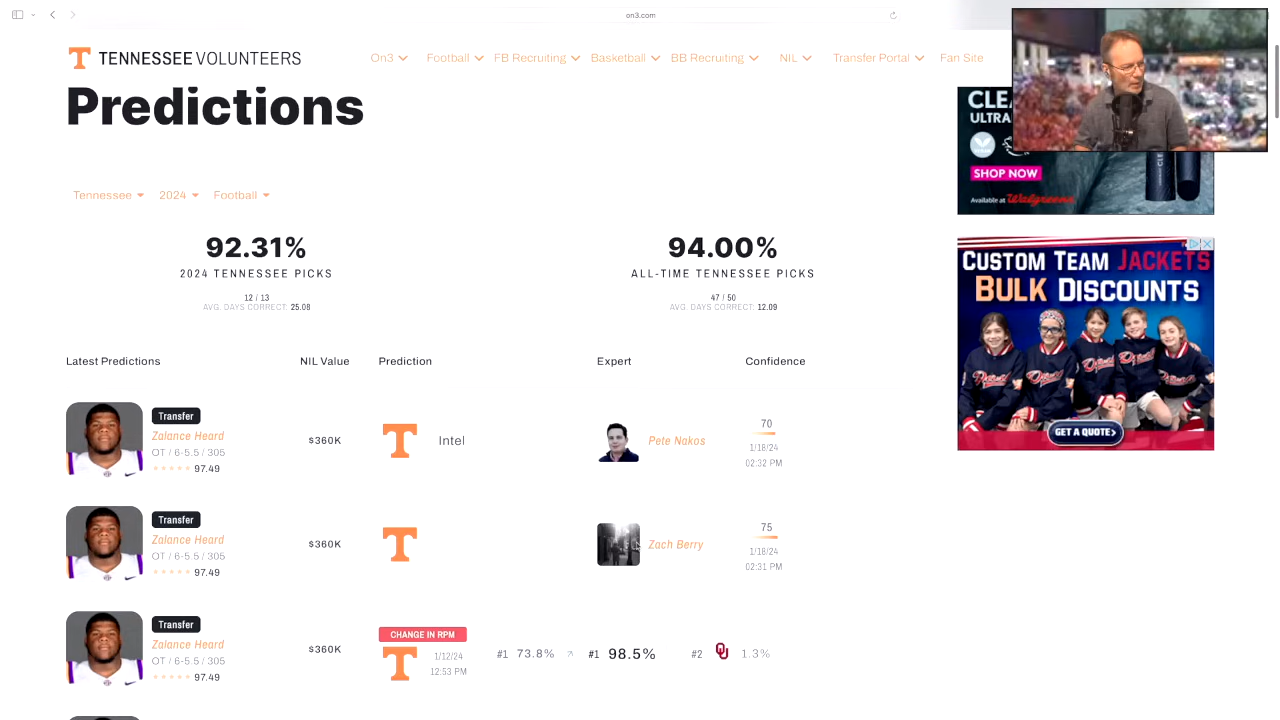 on3.com
TENNESSEE VOLUNTEERS
On3 Football FB Recruiting Basketball BB Recruiting NIL Transfer Portal Fan Site
Predictions
Tennessee 2024 Football
92.31%
2024 TENNESSEE PICKS
12 / 13
AVG. DAYS CORRECT: 25.08
94.00%
ALL-TIME TENNESSEE PICKS
47 / 50
AVG. DAYS CORRECT: 12.09
Latest Predictions NIL Value Prediction Expert Confidence
Transfer
Zalance Heard
OT / 6-5.5 / 305
97.49
$360K
Intel
Pete Nakos
70
1/18/24
02:32 PM
Transfer
Zalance Heard
OT / 6-5.5 / 305
97.49
$360K
Zach Berry
75
1/18/24
02:31 PM
Transfer
Zalance Heard
OT / 6-5.5 / 305
97.49
$360K
CHANGE IN RPM
1/12/24
12:53 PM
#1 73.8% #1 98.5% #2 OU 1.3%
CLE
ULTRA
SHOP NOW
Available at Walgreens
CUSTOM TEAM JACKETS
BULK DISCOUNTS
GET A QUOTE>